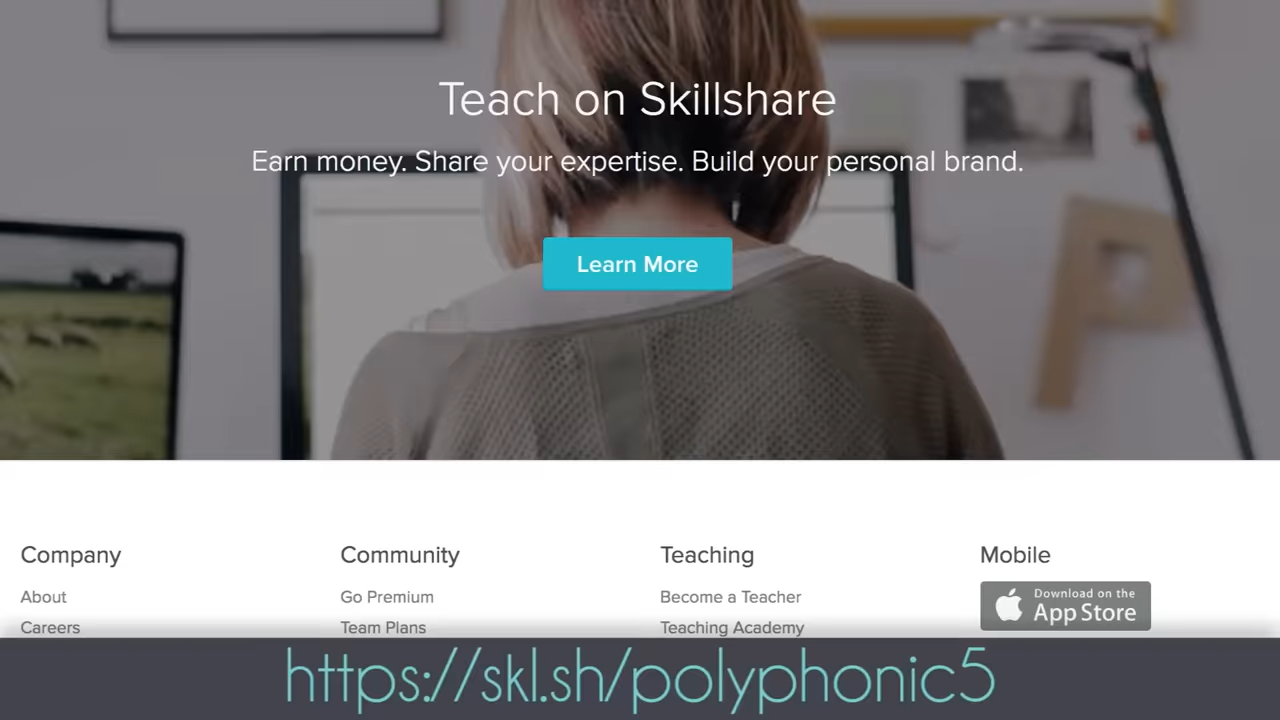 Teach on Skillshare
Earn money. Share your expertise. Build your personal brand.
Learn More
Company
Community
Teaching
Mobile
About
Go Premium
Become a Teacher
Download on the
App Store
Careers
Team Plans
Teaching Academy
https://skl.sh/polyphonic5